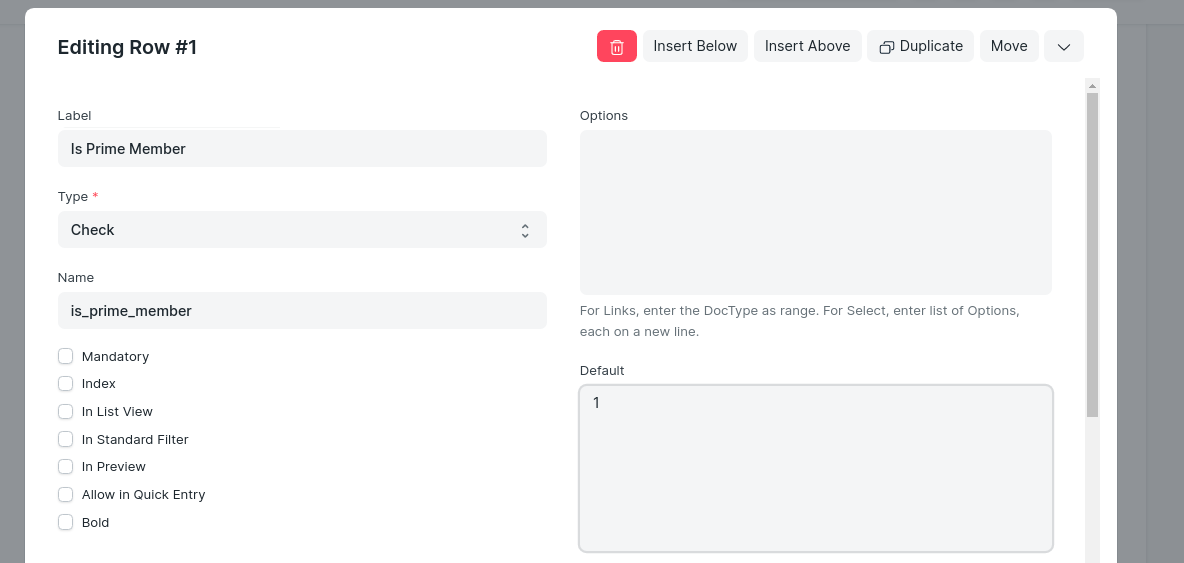 Editing Row #1
Insert Below
Insert Above
Duplicate
Move
Label
Is Prime Member
Type *
Check
Name
is_prime_member
Mandatory
Index
In List View
In Standard Filter
In Preview
Allow in Quick Entry
Bold
Options
For Links, enter the DocType as range. For Select, enter list of Options,
each on a new line.
Default
1